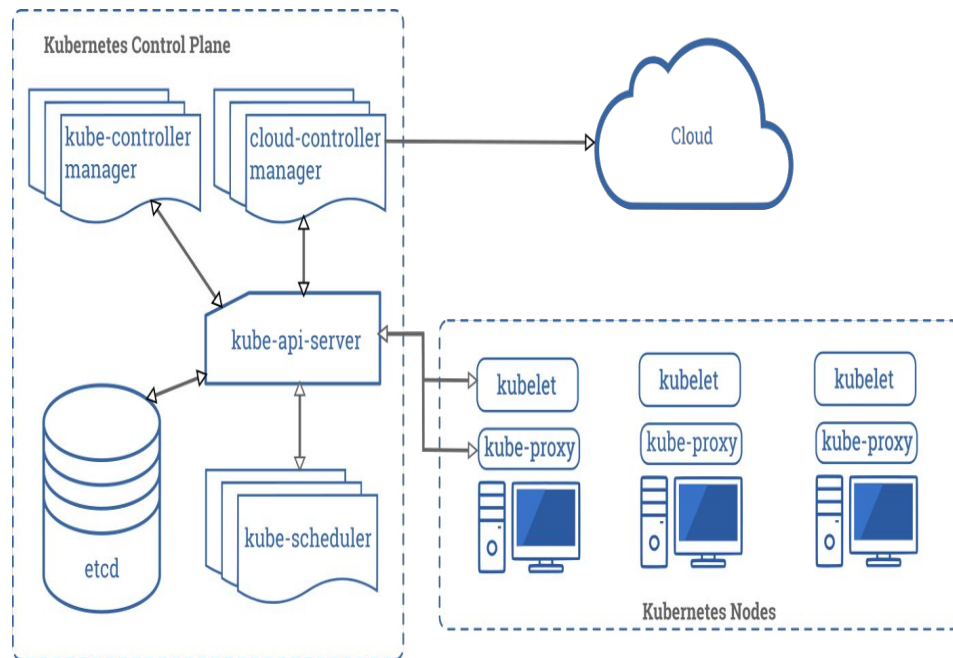 Kubernetes Control Plane
kube-controller
manager
cloud-controller
manager
Cloud
kube-api-server
kubelet
kubelet
kubelet
kube-proxy
kube-proxy
kube-proxy
etcd
kube-scheduler
Kubernetes Nodes